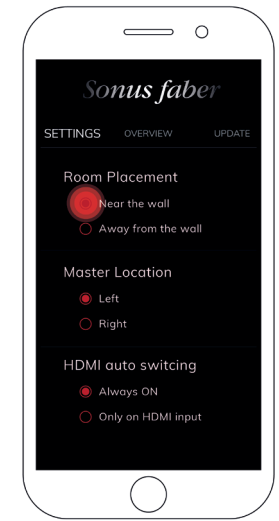 Sonus faber
SETTINGS OVERVIEW UPDATE
Room Placement
Near the wall
Away from the wall
Master Location
Left
Right
HDMI auto switcing
Always ON
Only on HDMI input